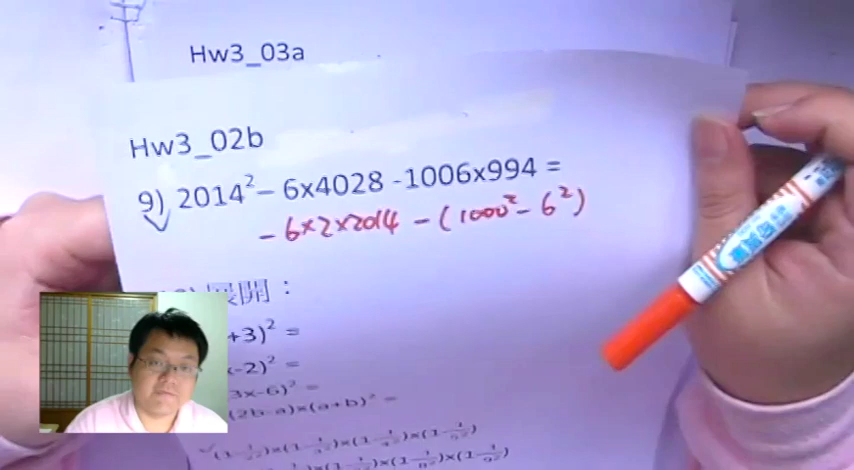 Hw3_03a
Hw3_02b
9) 2014² – 6x4028 -1006x994 =
- 6×2×2014 - (1000² - 6²)
展開：
+3)² =
x-2)² =
3x-6)² =
(2b-a)×(a+b)² =